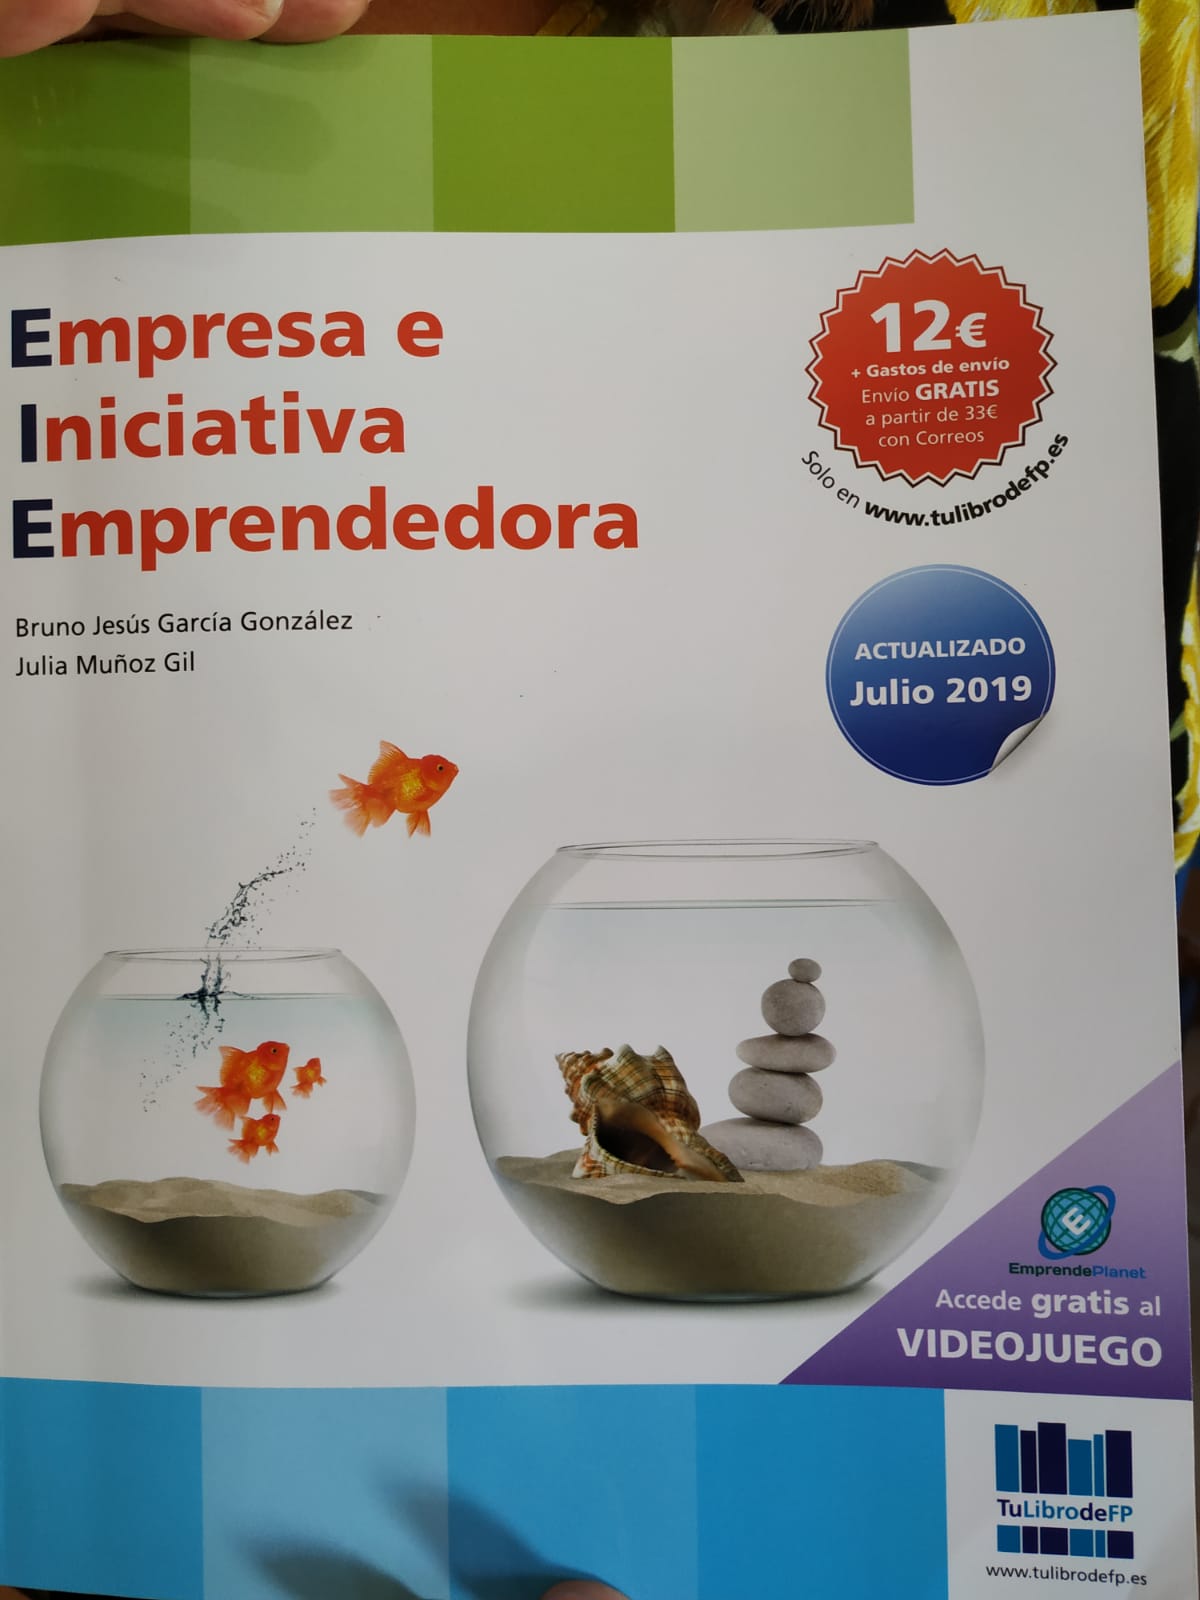 Empresa e
Iniciativa
Emprendedora
Bruno Jesús García González
Julia Muñoz Gil
12€
+ Gastos de envío
Envío GRATIS
a partir de 33€
con Correos
Solo en www.tulibrodefp.es
ACTUALIZADO
Julio 2019
E
EmprendePlanet
Accede gratis al
VIDEOJUEGO
TuLibrodeFP
www.tulibrodefp.es